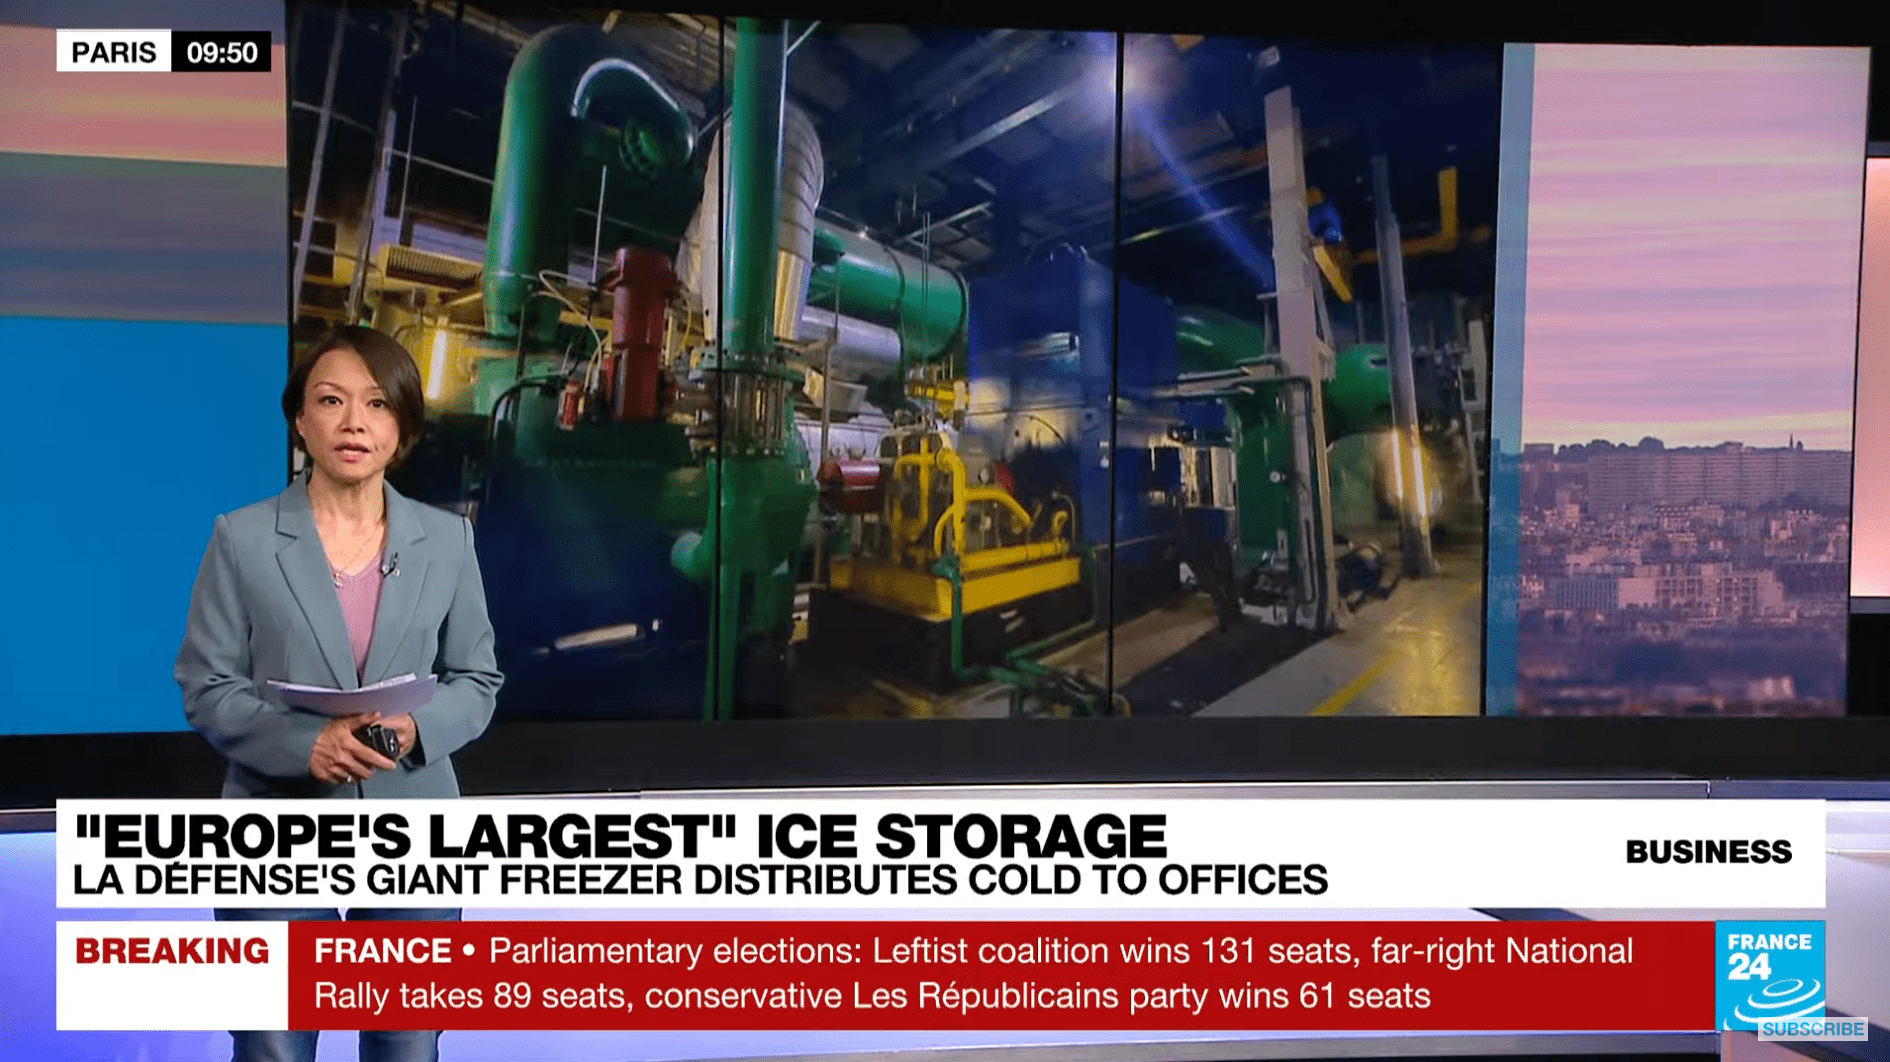 PARIS 09:50
"EUROPE'S LARGEST" ICE STORAGE
LA DÉFENSE'S GIANT FREEZER DISTRIBUTES COLD TO OFFICES
BUSINESS
BREAKING
FRANCE • Parliamentary elections: Leftist coalition wins 131 seats, far-right National
Rally takes 89 seats, conservative Les Républicains party wins 61 seats
FRANCE
24
SUBSCRIBE